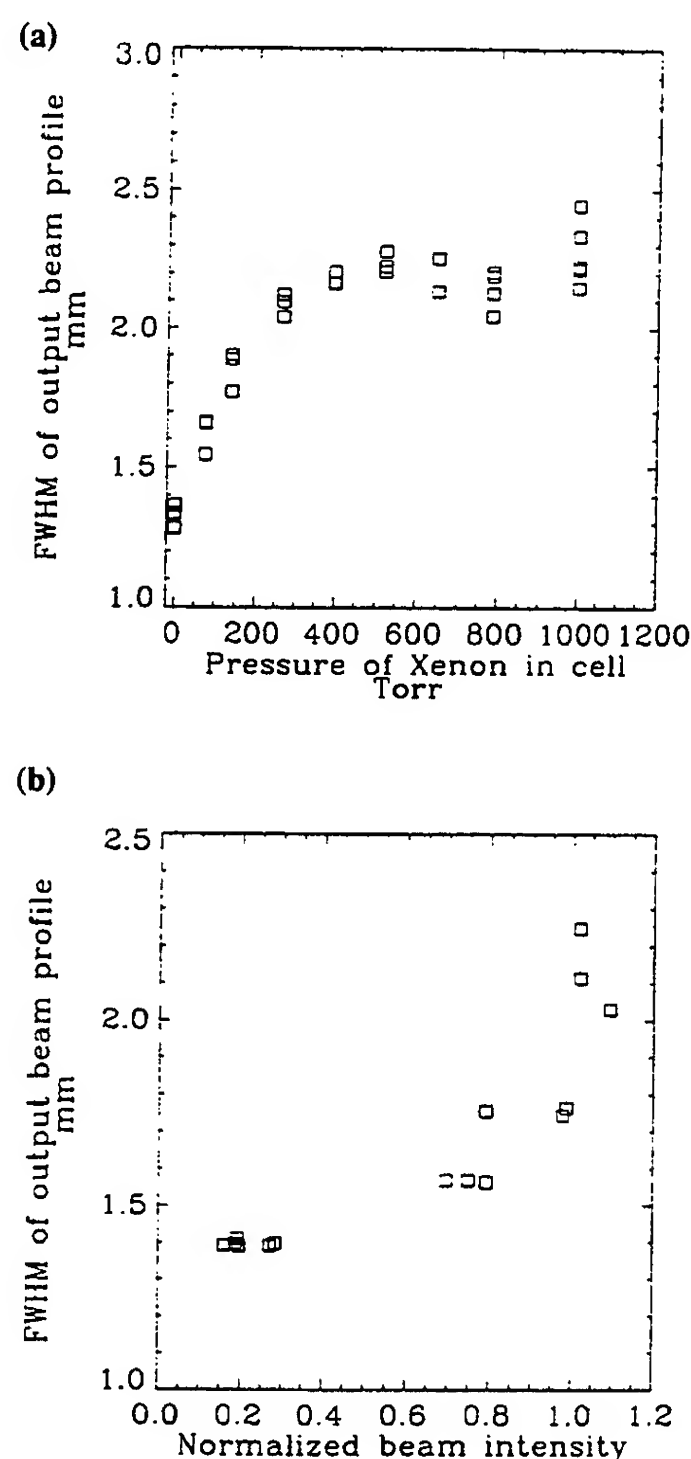 (a)
3.0
2.5
2.0
1.5
1.0
FWHM of output beam profile
mm
0 200 400 600 800 1000 1200
Pressure of Xenon in cell
Torr
(b)
2.5
2.0
1.5
1.0
FWHM of output beam profile
mm
0.0 0.2 0.4 0.6 0.8 1.0 1.2
Normalized beam intensity